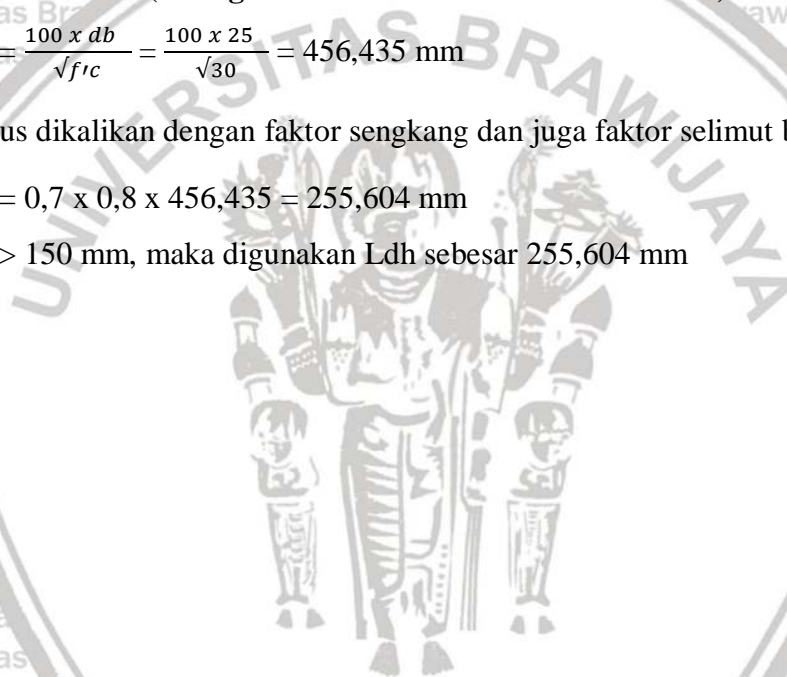 = 100 x db / √f'c = 100 x 25 / √30 = 456,435 mm
dikalikan dengan faktor sengkang dan juga faktor selimut
= 0,7 x 0,8 x 456,435 = 255,604 mm
> 150 mm, maka digunakan Ldh sebesar 255,604 mm
UNIVERSITAS BRAWIJAYA